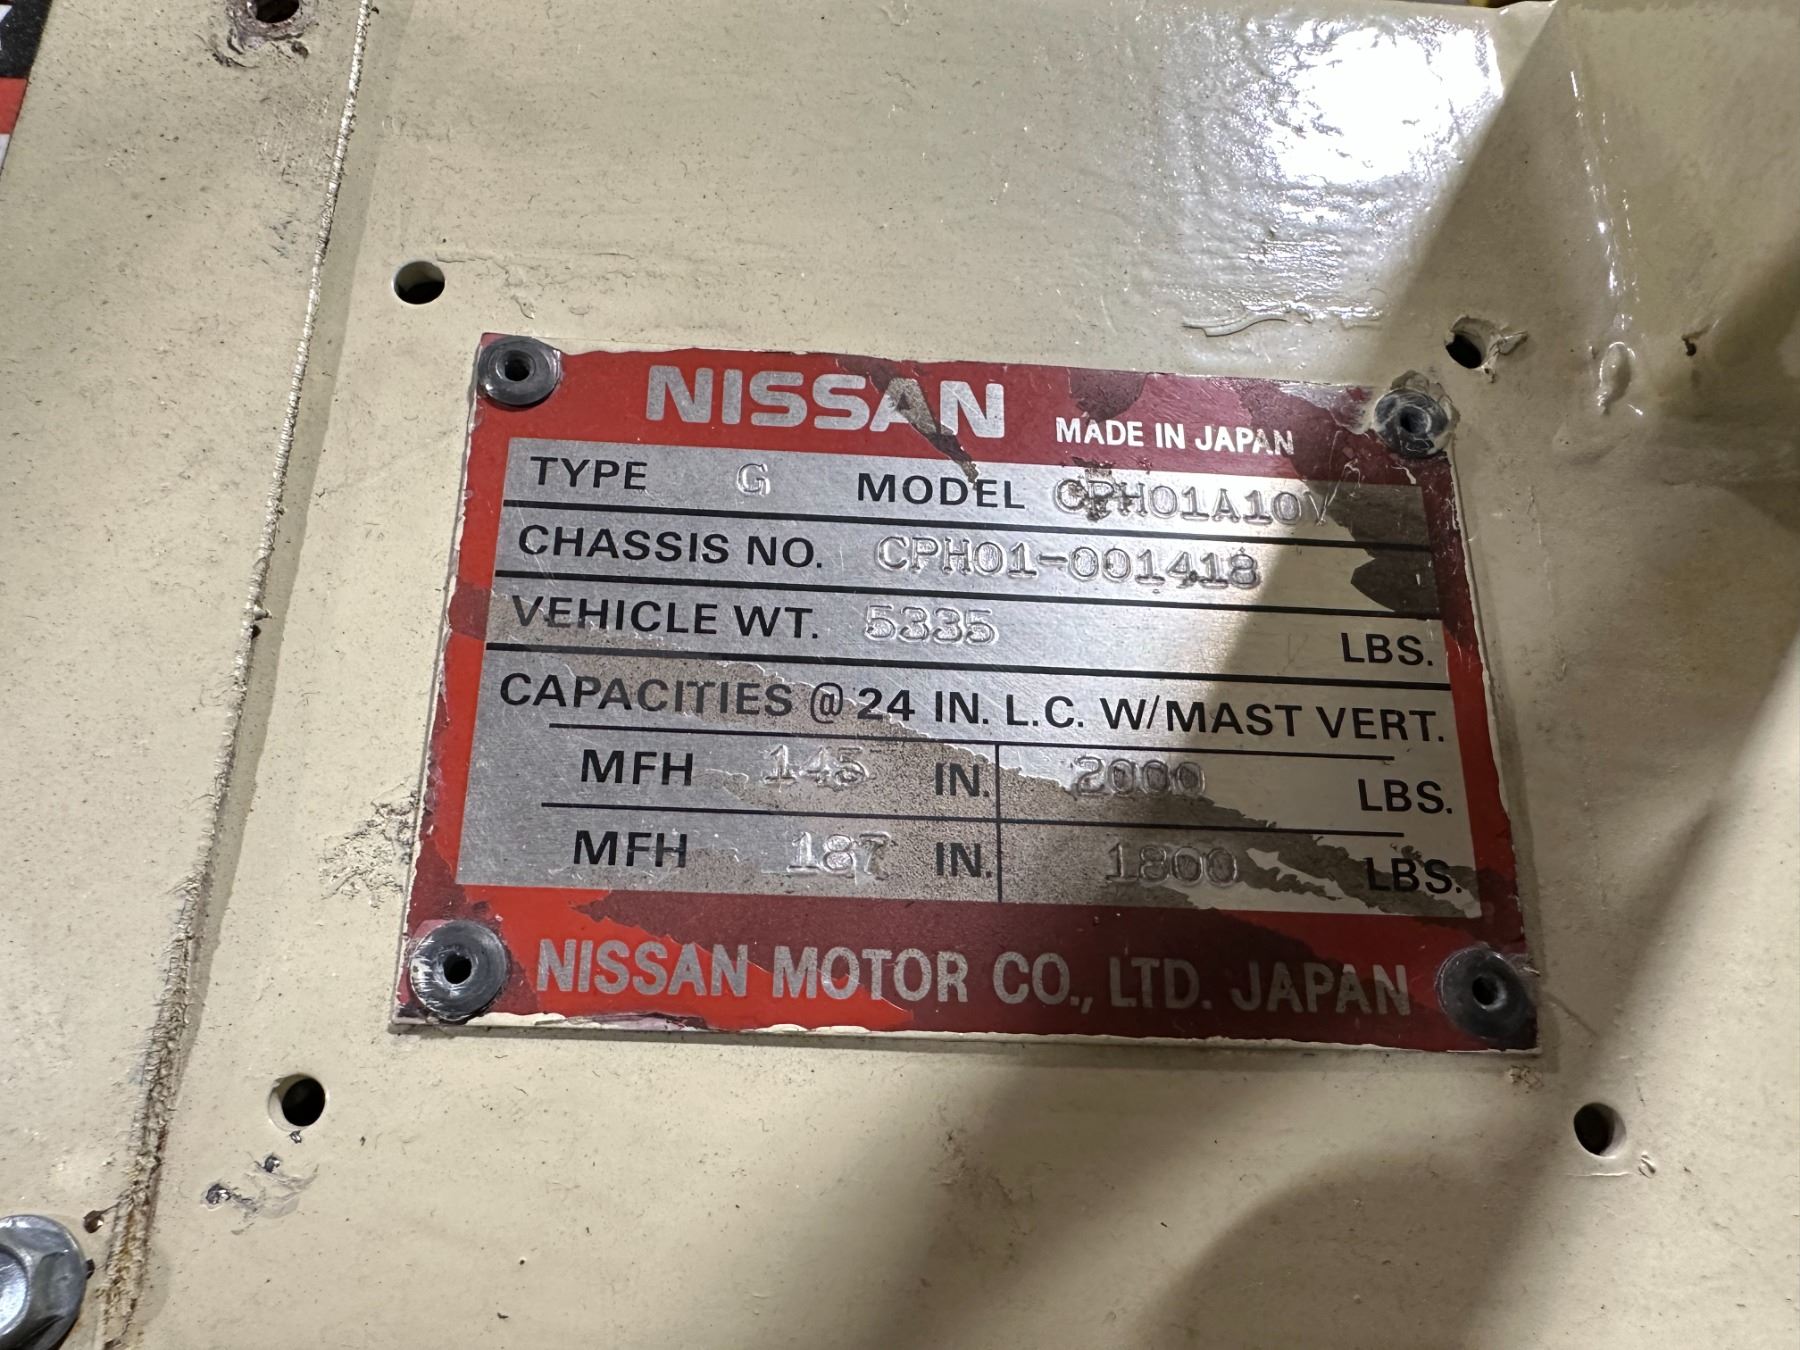 NISSAN MADE IN JAPAN
TYPE G MODEL CPH01A10V
CHASSIS NO. CPH01-001418
VEHICLE WT. 5335 LBS.
CAPACITIES @ 24 IN. L.C. W/MAST VERT.
MFH 145 IN. 2000 LBS.
MFH 187 IN. 1800 LBS.
NISSAN MOTOR CO., LTD. JAPAN